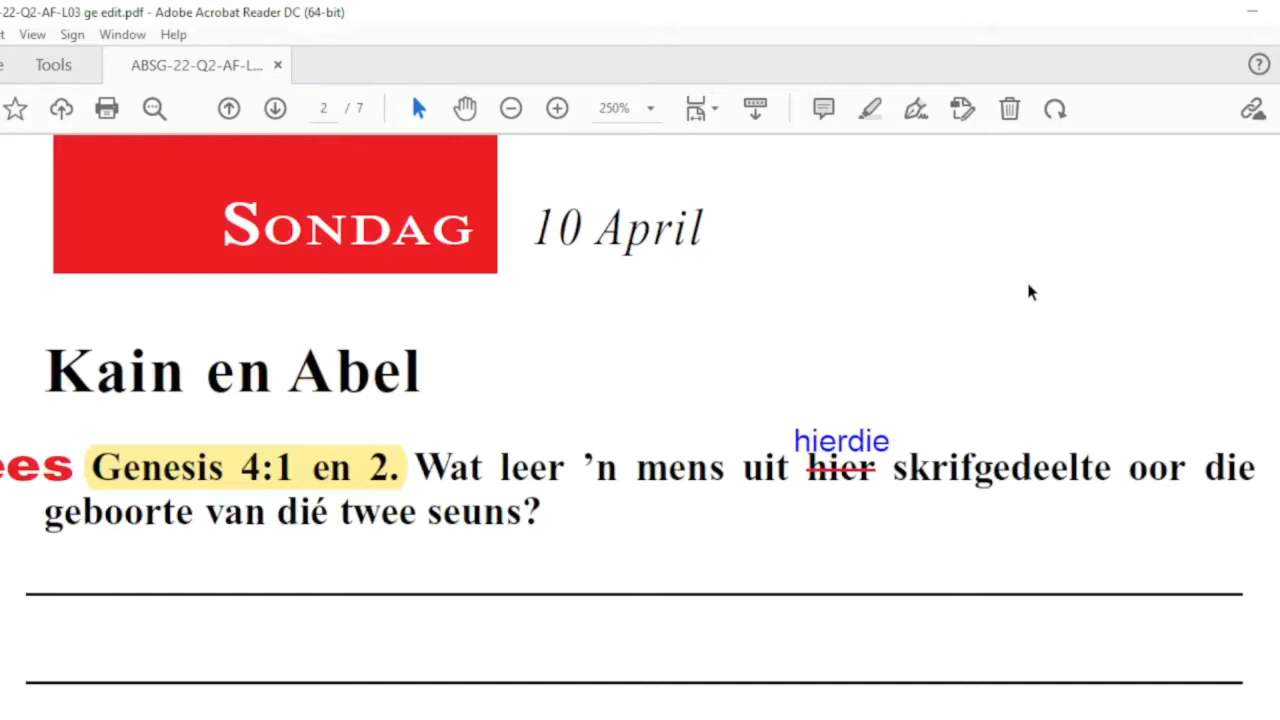 -22-Q2-AF-L03 ge edit.pdf - Adobe Acrobat Reader DC (64-bit)
View Window Sign Help
Tools ABSG-22-Q2-AF-L... ×
2 / 7 250%
SONDAG 10 April
Kain en Abel
hierdie
ees Genesis 4:1 en 2. Wat leer ’n mens uit hier skrifgedeelte oor die
geboorte van dié twee seuns?